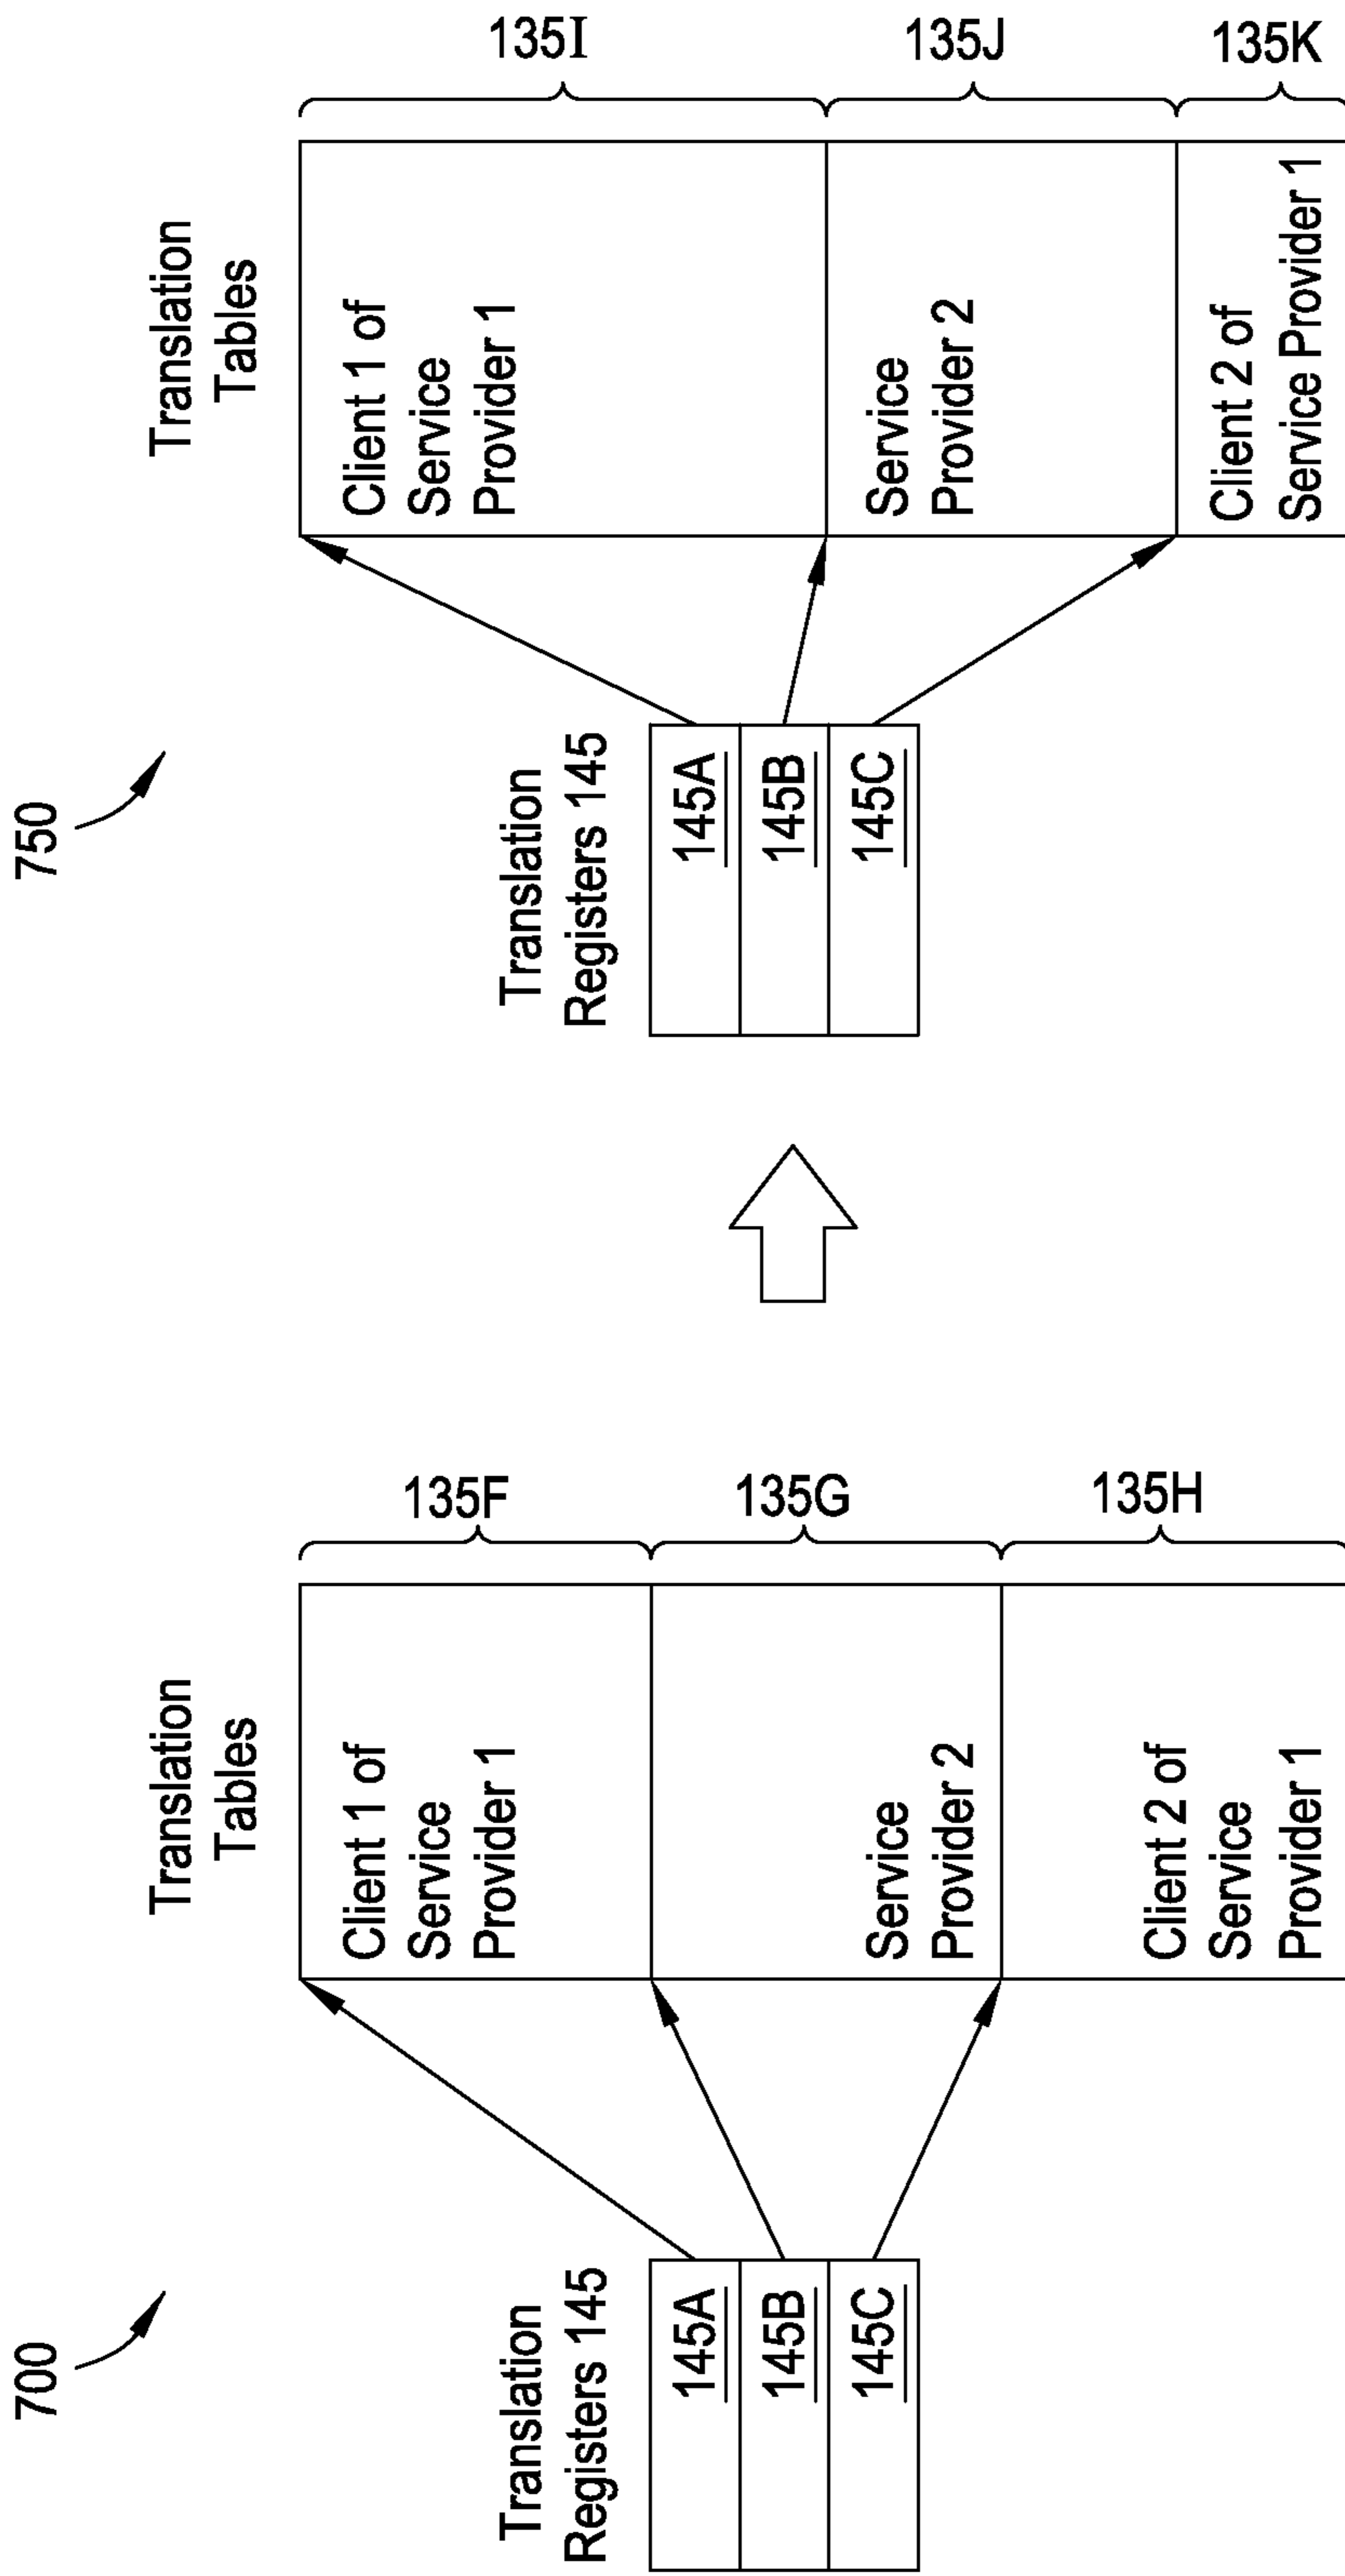 700
Translation
Registers 145
145A
145B
145C
Translation
Tables
Client 1 of
Service
Provider 1
Service
Provider 2
Client 2 of
Service
Provider 1
135F
135G
135H
750
Translation
Registers 145
145A
145B
145C
Translation
Tables
Client 1 of
Service
Provider 1
Service
Provider 2
Client 2 of
Service Provider 1
135I
135J
135K